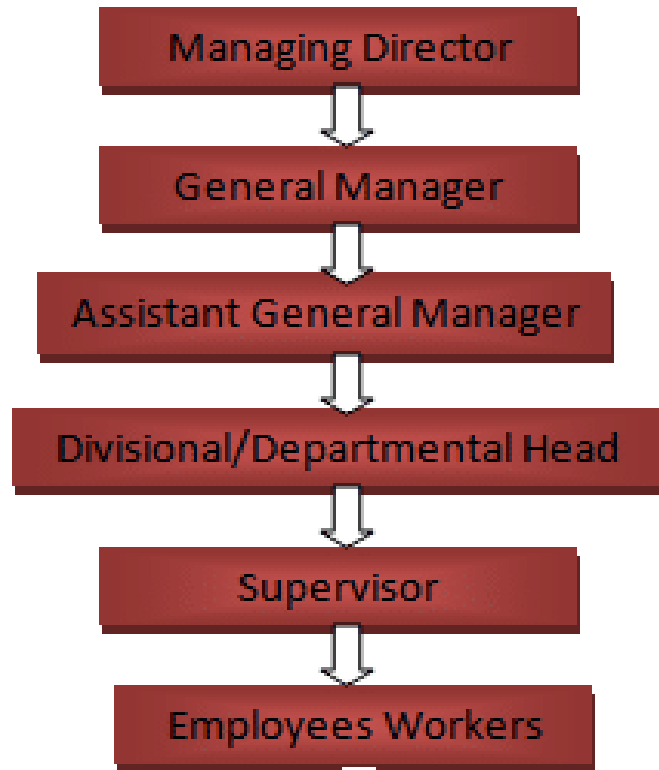 Managing Director
General Manager
Assistant General Manager
Divisional/Departmental Head
Supervisor
Employees Workers